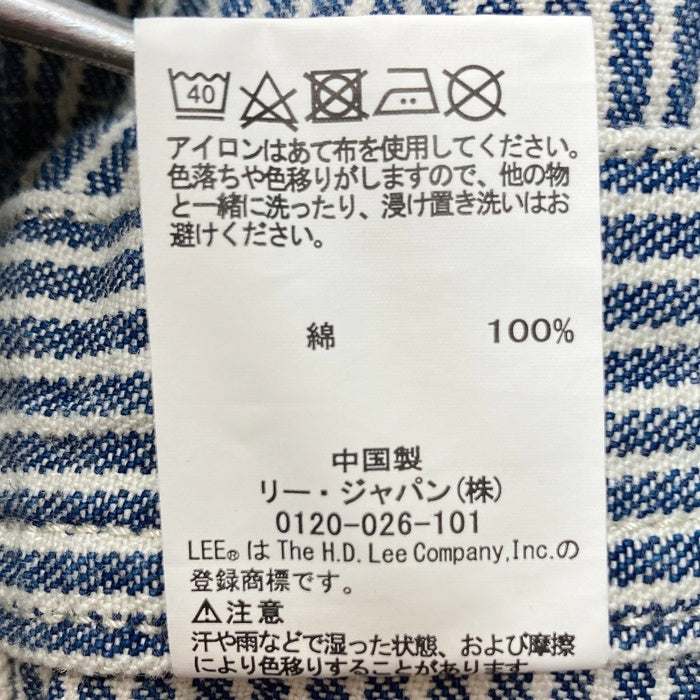 40
アイロンはあて布を使用してください。
色落ちや色移りがしますので、他の物
と一緒に洗ったり、浸け置き洗いはお
避けください。
綿 100%
中国製
リー・ジャパン(株)
0120-026-101
LEE® は The H.D. Lee Company,Inc.の
登録商標です。
⚠注意
汗や雨などで湿った状態、および摩擦
により色移りすることがあります